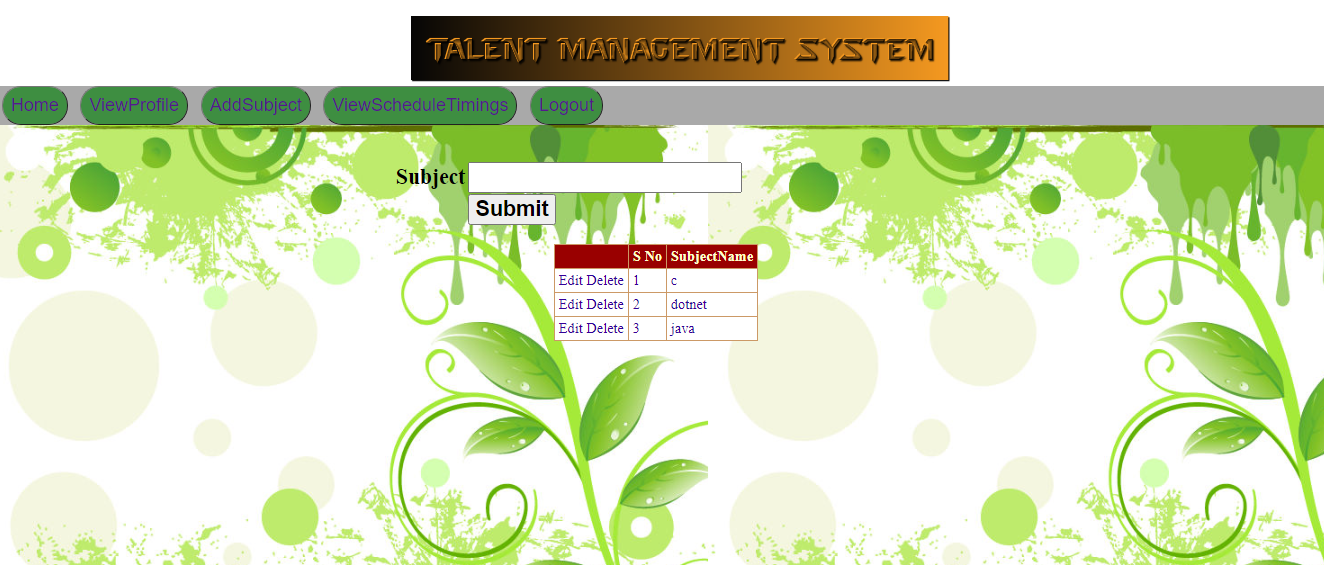 TALENT MANAGEMENT SYSTEM
Home ViewProfile AddSubject ViewScheduleTimings Logout
Subject
Submit
S No SubjectName
Edit Delete 1 c
Edit Delete 2 dotnet
Edit Delete 3 java